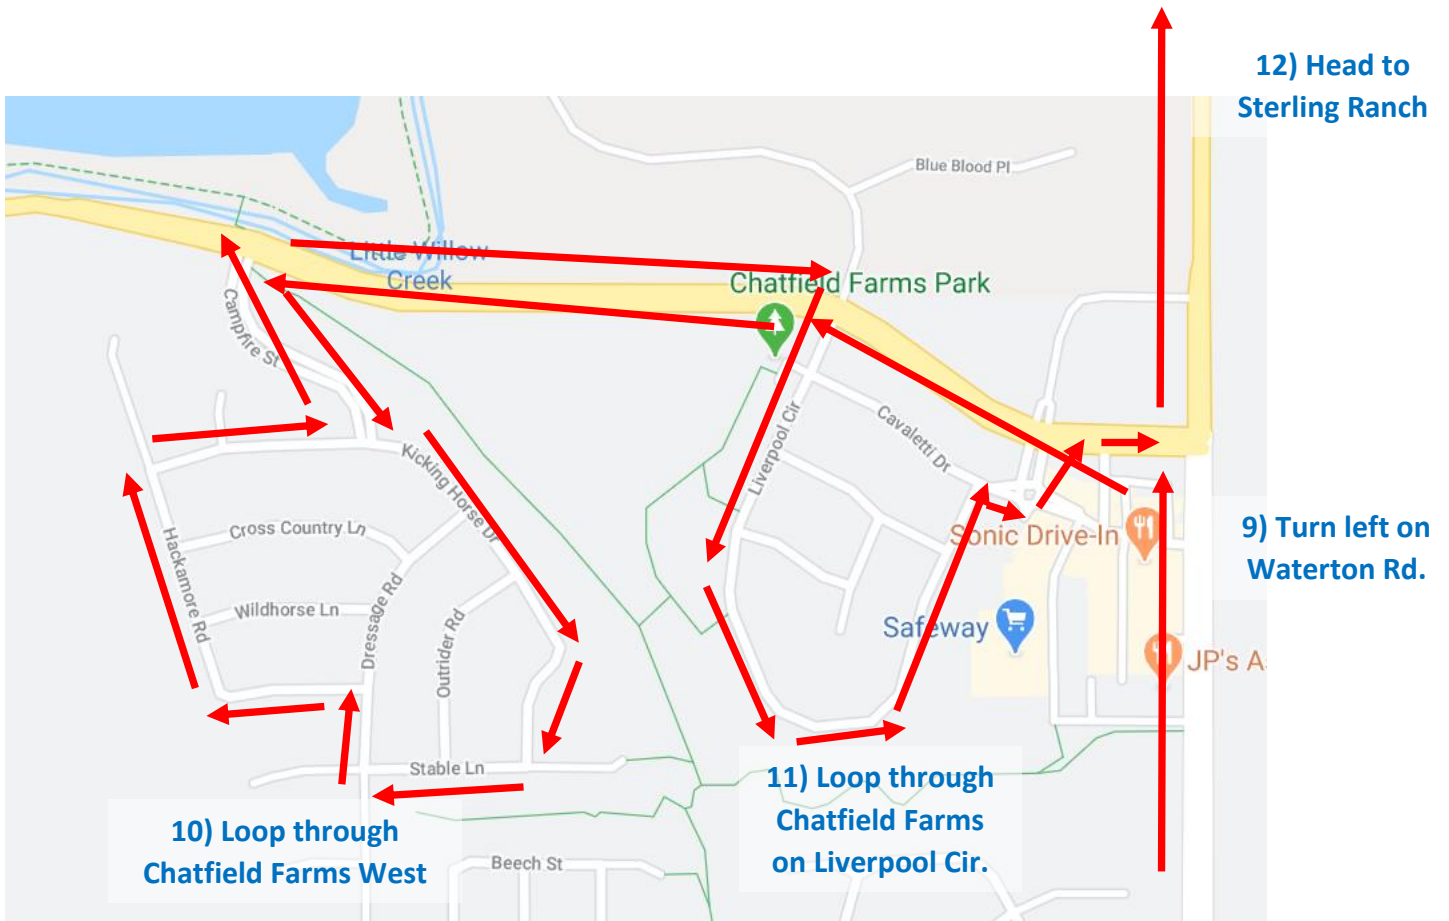 12) Head to
Sterling Ranch
Blue Blood Pl
Little Willow
Creek
Chatfield Farms Park
Campfire St
Liverpool Cir
Cavaletti Dr
Kicking Horse Dr
Cross Country Ln
Hackamore Rd
Wildhorse Ln
Dressage Rd
Outrider Rd
Sonic Drive-In
9) Turn left on
Waterton Rd.
Safeway
JP's A
Stable Ln
11) Loop through
Chatfield Farms
on Liverpool Cir.
10) Loop through
Chatfield Farms West
Beech St